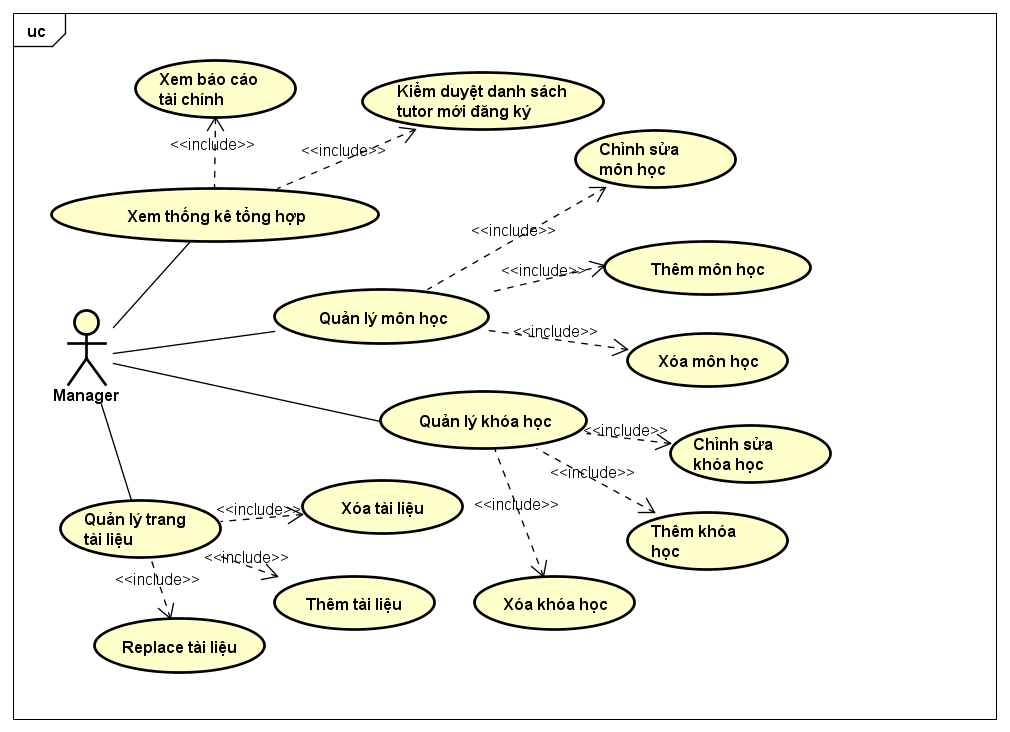 uc
Xem báo cáo
tài chính
Kiểm duyệt danh sách
tutor mới đăng ký
<<include>>
<<include>>
Chỉnh sửa
môn học
Xem thống kê tổng hợp
<<include>>
<<include>>
Thêm môn học
Quản lý môn học
<<include>>
Xóa môn học
Manager
Quản lý khóa học
<<include>>
Chỉnh sửa
khóa học
<<include>>
<<include>>
Quản lý trang
tài liệu
<<include>>
Xóa tài liệu
Thêm khóa
học
<<include>>
<<include>>
Thêm tài liệu
Xóa khóa học
Replace tài liệu